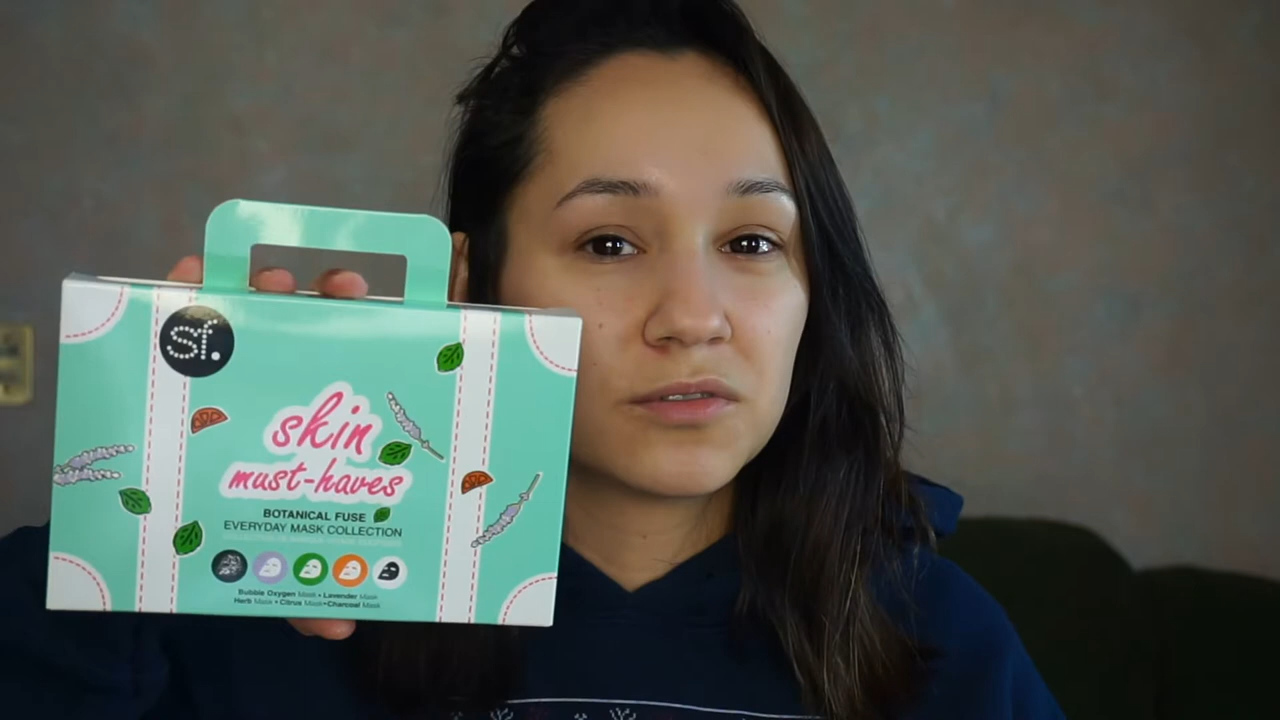 sf.
skin
must-haves
BOTANICAL FUSE
EVERYDAY MASK COLLECTION
Bubble Oxygen Mask • Lavender Mask
Herb Mask • Citrus Mask • Charcoal Mask